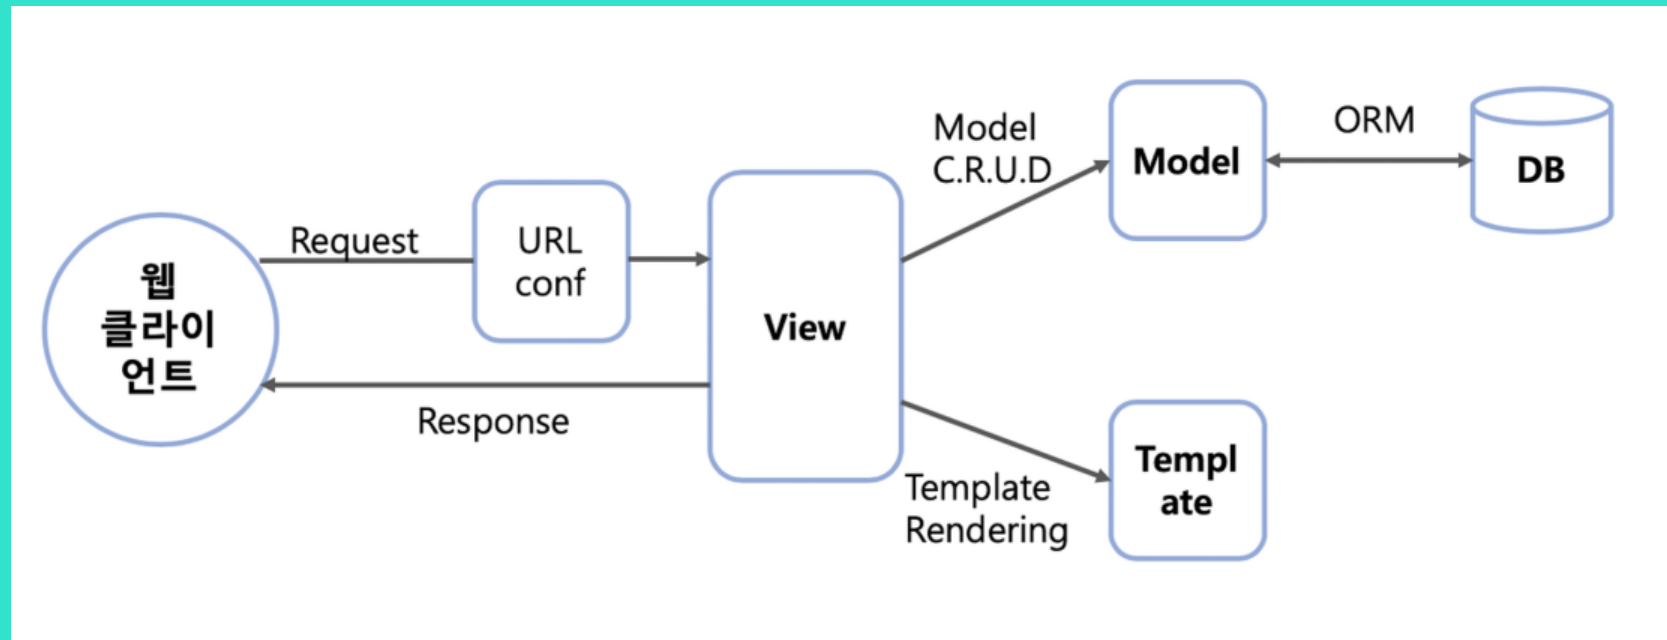 웹
클라이
언트
Request
URL
conf
Response
View
Model
C.R.U.D
Model
ORM
DB
Template
Rendering
Templ
ate